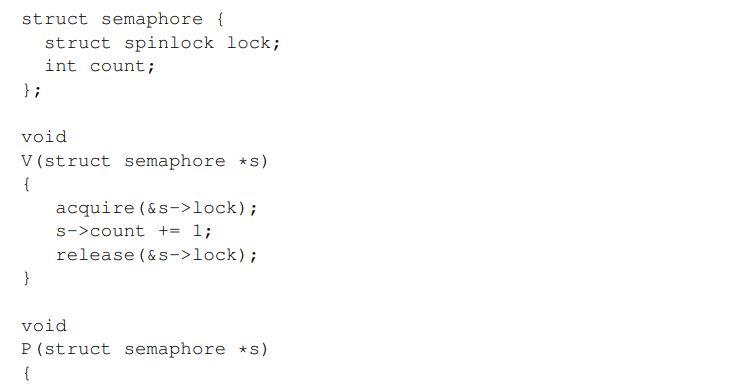 struct semaphore {
  struct spinlock lock;
  int count;
};

void
V(struct semaphore *s)
{
   acquire(&s->lock);
   s->count += 1;
   release(&s->lock);
}

void
P(struct semaphore *s)
{